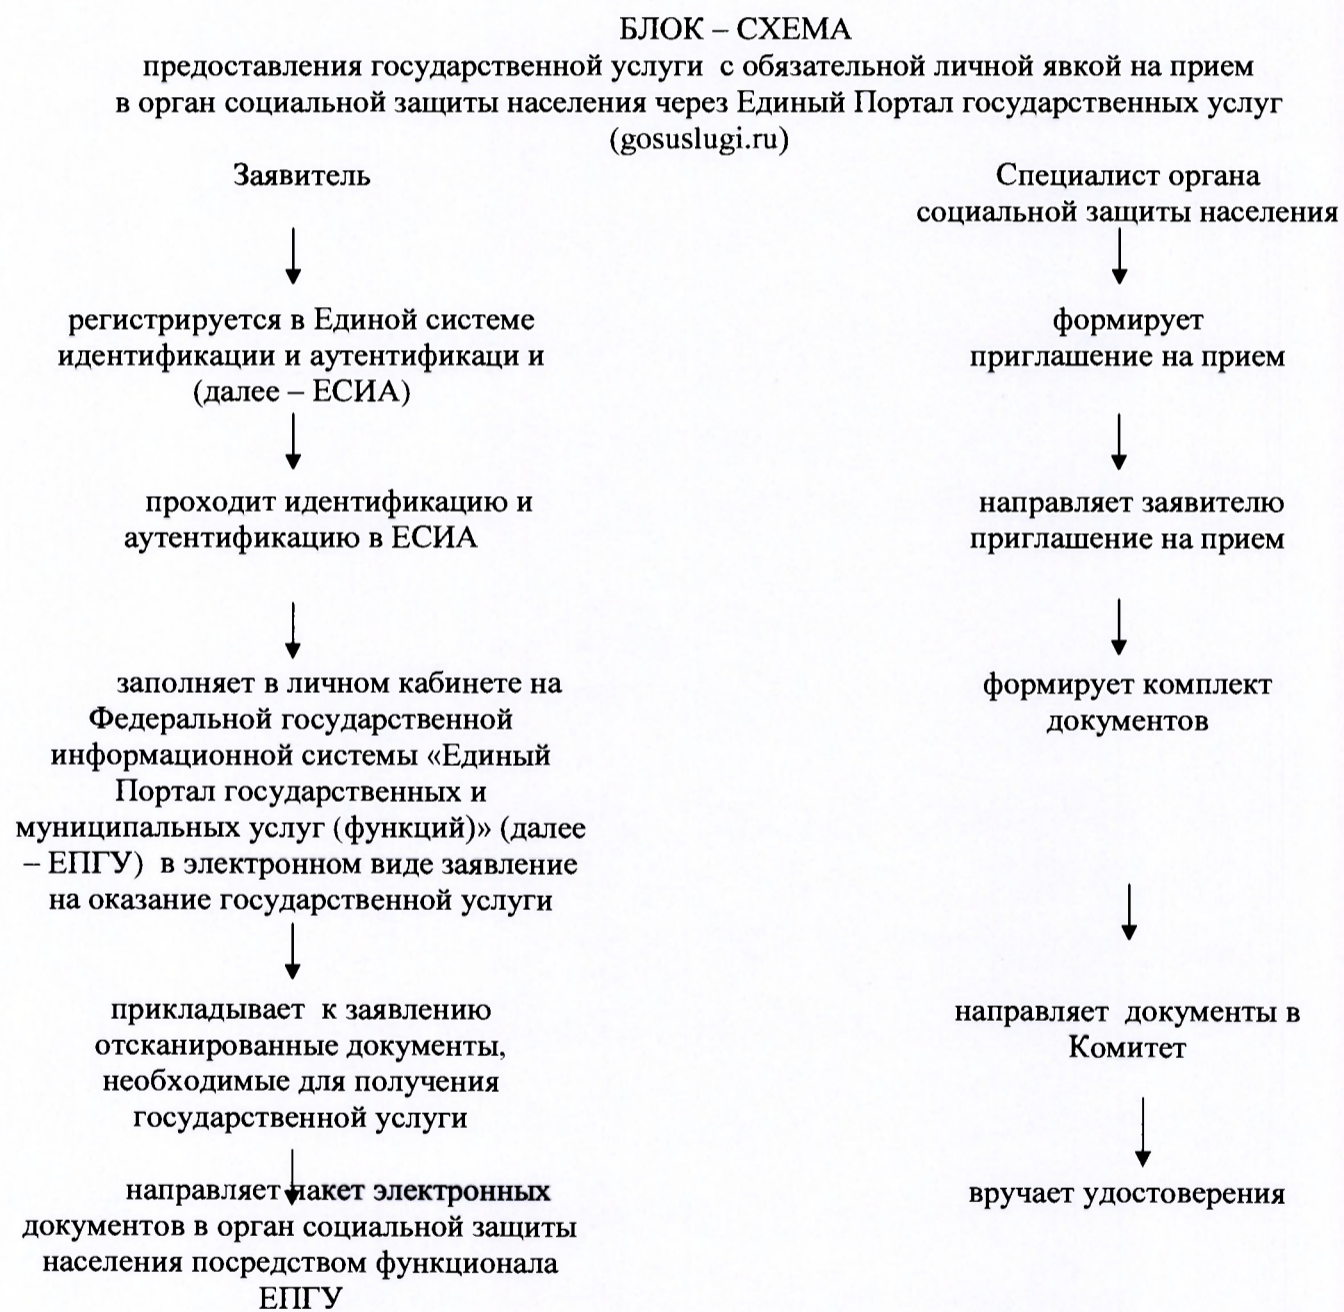 БЛОК – СХЕМА
предоставления государственной услуги с обязательной личной явкой на прием
в орган социальной защиты населения через Единый Портал государственных услуг
(gosuslugi.ru)
Заявитель
регистрируется в Единой системе
идентификации и аутентификаци и
(далее – ЕСИА)
проходит идентификацию и
аутентификацию в ЕСИА
заполняет в личном кабинете на
Федеральной государственной
информационной системы «Единый
Портал государственных и
муниципальных услуг (функций)» (далее
– ЕПГУ) в электронном виде заявление
на оказание государственной услуги
прикладывает к заявлению
отсканированные документы,
необходимые для получения
государственной услуги
направляет пакет электронных
документов в орган социальной защиты
населения посредством функционала
ЕПГУ
Специалист органа
социальной защиты населения
формирует
приглашение на прием
направляет заявителю
приглашение на прием
формирует комплект
документов
направляет документы в
Комитет
вручает удостоверения